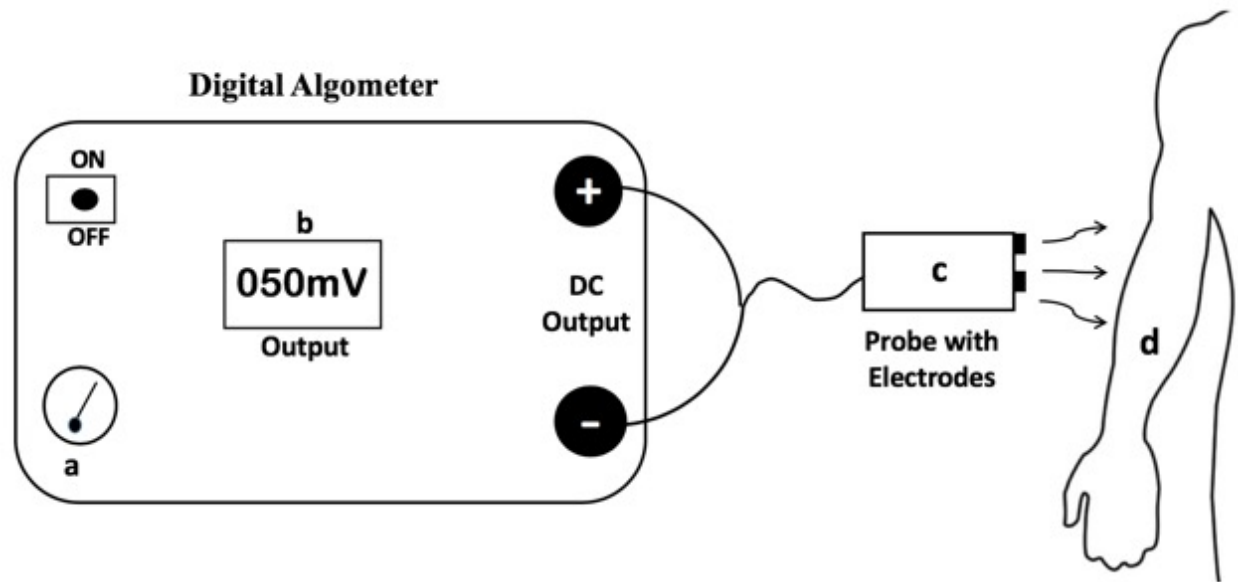 Digital Algometer
ON
OFF
b
050mV
Output
+
DC
Output
-
a
c
Probe with
Electrodes
d